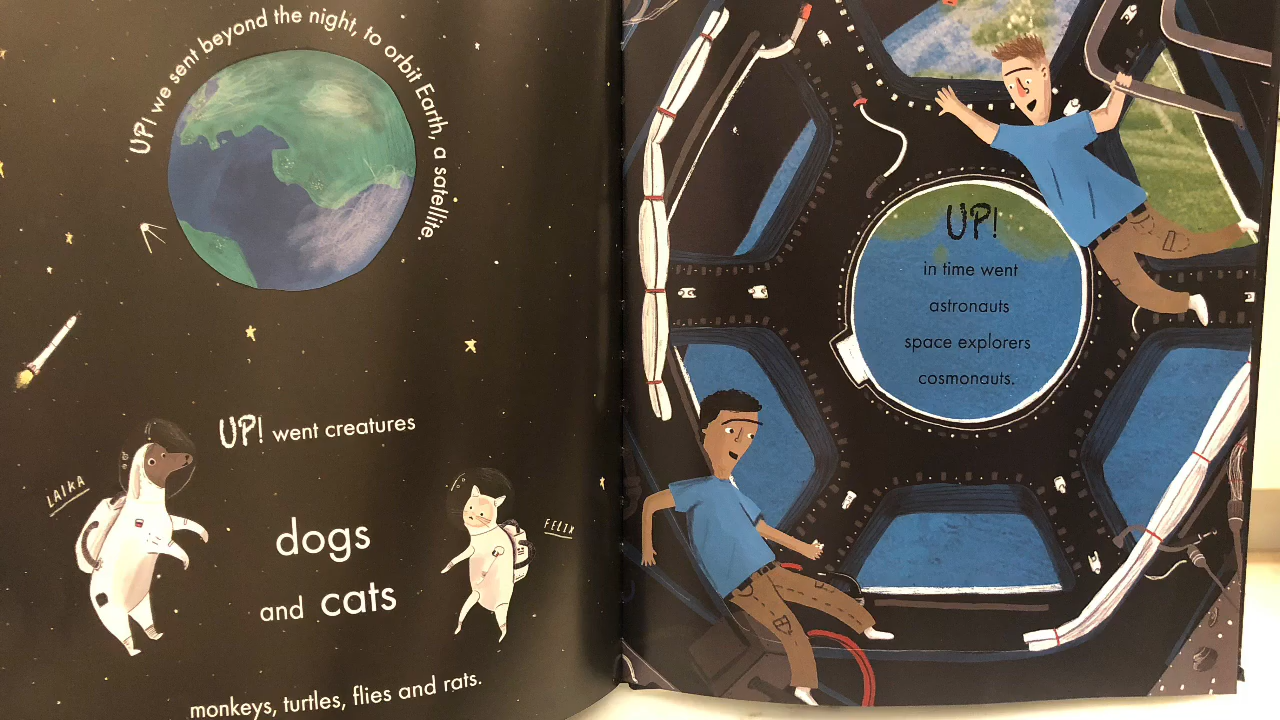 UP! we sent beyond the night, to orbit Earth, a satellite.
UP! went creatures
LAIKA
dogs
FELIX
and cats
monkeys, turtles, flies and rats.
UP!
in time went
astronauts
space explorers
cosmonauts.